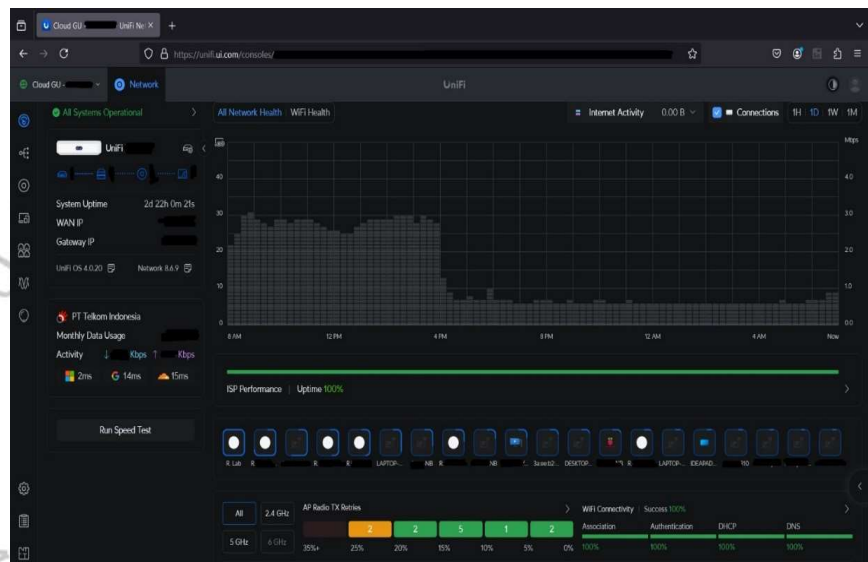 Cloud GU - UniFi Ne
https://unifi.ui.com/consoles/
Cloud GU - Network
UniFi
All Systems Operational
UniFi
System Uptime 2d 22h 0m 21s
WAN IP
Gateway IP
UniFi OS 4.0.20 Network 8.6.9
PT Telkom Indonesia
Monthly Data Usage
Activity ↓ Kbps ↑ Kbps
2ms 14ms 15ms
Run Speed Test
All Network Health WiFi Health
Internet Activity 0.00 B Connections 1H 1D 1W 1M
Mbps
40 4.0
30 3.0
20 2.0
10 1.0
0 0.0
8 AM 12 PM 4 PM 8 PM 12 AM 4 AM Now
ISP Performance Uptime 100%
R. Lab R. R. R. LAPTOP-... NB R. NB DESKTOP... R. LAPTOP-... IDEAPAD...
All 2.4 GHz
5 GHz 6 GHz
AP Radio TX Retries
2 2 5 1 2
35%+ 25% 20% 15% 10% 5% 0%
WiFi Connectivity Success 100%
Association Authentication DHCP DNS
100% 100% 100% 100%